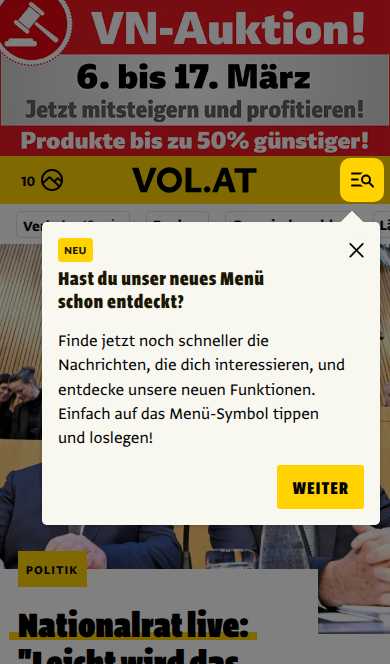 VN-Auktion!
6. bis 17. März
Jetzt mitsteigern und profitieren!
Produkte bis zu 50% günstiger!
10 VOL.AT
NEU
Hast du unser neues Menü
schon entdeckt?
Finde jetzt noch schneller die
Nachrichten, die dich interessieren, und
entdecke unsere neuen Funktionen.
Einfach auf das Menü-Symbol tippen
und loslegen!
WEITER
POLITIK
Nationalrat live:
"Leicht wird das